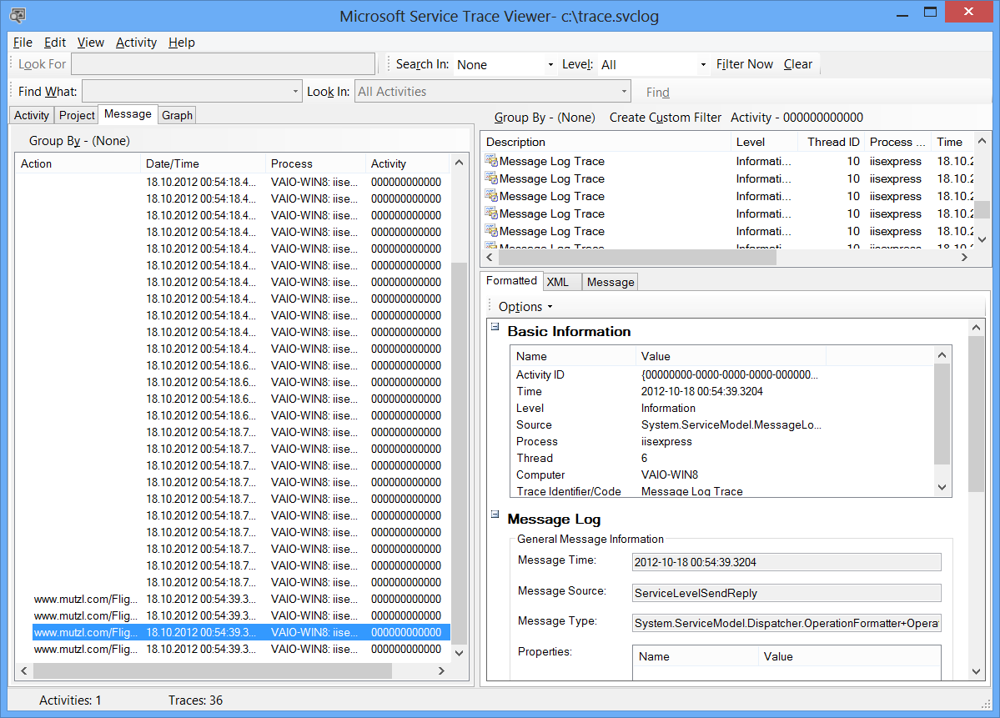 Microsoft Service Trace Viewer- c:\trace.svclog
File Edit View Activity Help
Look For Search In: None Level: All Filter Now Clear
Find What: Look In: All Activities Find
Activity Project Message Graph
Group By - (None)
Action Date/Time Process Activity
18.10.2012 00:54:18.4... VAIO-WIN8: iise... 000000000000
18.10.2012 00:54:18.4... VAIO-WIN8: iise... 000000000000
18.10.2012 00:54:18.4... VAIO-WIN8: iise... 000000000000
18.10.2012 00:54:18.4... VAIO-WIN8: iise... 000000000000
18.10.2012 00:54:18.4... VAIO-WIN8: iise... 000000000000
18.10.2012 00:54:18.4... VAIO-WIN8: iise... 000000000000
18.10.2012 00:54:18.4... VAIO-WIN8: iise... 000000000000
18.10.2012 00:54:18.4... VAIO-WIN8: iise... 000000000000
18.10.2012 00:54:18.4... VAIO-WIN8: iise... 000000000000
18.10.2012 00:54:18.4... VAIO-WIN8: iise... 000000000000
18.10.2012 00:54:18.4... VAIO-WIN8: iise... 000000000000
18.10.2012 00:54:18.6... VAIO-WIN8: iise... 000000000000
18.10.2012 00:54:18.6... VAIO-WIN8: iise... 000000000000
18.10.2012 00:54:18.6... VAIO-WIN8: iise... 000000000000
18.10.2012 00:54:18.6... VAIO-WIN8: iise... 000000000000
18.10.2012 00:54:18.7... VAIO-WIN8: iise... 000000000000
18.10.2012 00:54:18.7... VAIO-WIN8: iise... 000000000000
18.10.2012 00:54:18.7... VAIO-WIN8: iise... 000000000000
18.10.2012 00:54:18.7... VAIO-WIN8: iise... 000000000000
18.10.2012 00:54:18.7... VAIO-WIN8: iise... 000000000000
18.10.2012 00:54:18.7... VAIO-WIN8: iise... 000000000000
18.10.2012 00:54:18.7... VAIO-WIN8: iise... 000000000000
18.10.2012 00:54:18.7... VAIO-WIN8: iise... 000000000000
18.10.2012 00:54:18.7... VAIO-WIN8: iise... 000000000000
18.10.2012 00:54:18.7... VAIO-WIN8: iise... 000000000000
www.mutzl.com/Flig... 18.10.2012 00:54:39.3... VAIO-WIN8: iise... 000000000000
www.mutzl.com/Flig... 18.10.2012 00:54:39.3... VAIO-WIN8: iise... 000000000000
www.mutzl.com/Flig... 18.10.2012 00:54:39.3... VAIO-WIN8: iise... 000000000000
www.mutzl.com/Flig... 18.10.2012 00:54:39.3... VAIO-WIN8: iise... 000000000000
Group By - (None) Create Custom Filter Activity - 000000000000
Description Level Thread ID Process ... Time
Message Log Trace Informati... 10 iisexpress 18.10.2
Message Log Trace Informati... 10 iisexpress 18.10.2
Message Log Trace Informati... 10 iisexpress 18.10.2
Message Log Trace Informati... 10 iisexpress 18.10.2
Message Log Trace Informati... 10 iisexpress 18.10.2
Message Log Trace Informati... 10 iisexpress 18.10.2
Formatted XML Message
Options
Basic Information
Name Value
Activity ID {00000000-0000-0000-0000-000000...
Time 2012-10-18 00:54:39.3204
Level Information
Source System.ServiceModel.MessageLo...
Process iisexpress
Thread 6
Computer VAIO-WIN8
Trace Identifier/Code Message Log Trace
Message Log
General Message Information
Message Time: 2012-10-18 00:54:39.3204
Message Source: ServiceLevelSendReply
Message Type: System.ServiceModel.Dispatcher.OperationFormatter+Operat
Properties: Name Value
Activities: 1 Traces: 36